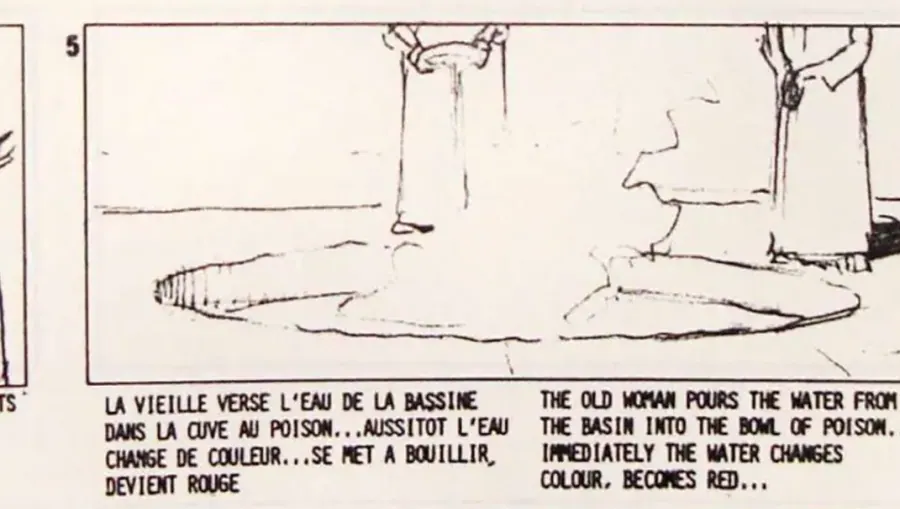 5
TS
LA VIEILLE VERSE L'EAU DE LA BASSINE
DANS LA CUVE AU POISON...AUSSITOT L'EAU
CHANGE DE COULEUR...SE MET A BOUILLIR,
DEVIENT ROUGE
THE OLD WOMAN POURS THE WATER FROM
THE BASIN INTO THE BOWL OF POISON.
IMMEDIATELY THE WATER CHANGES
COLOUR, BECOMES RED...